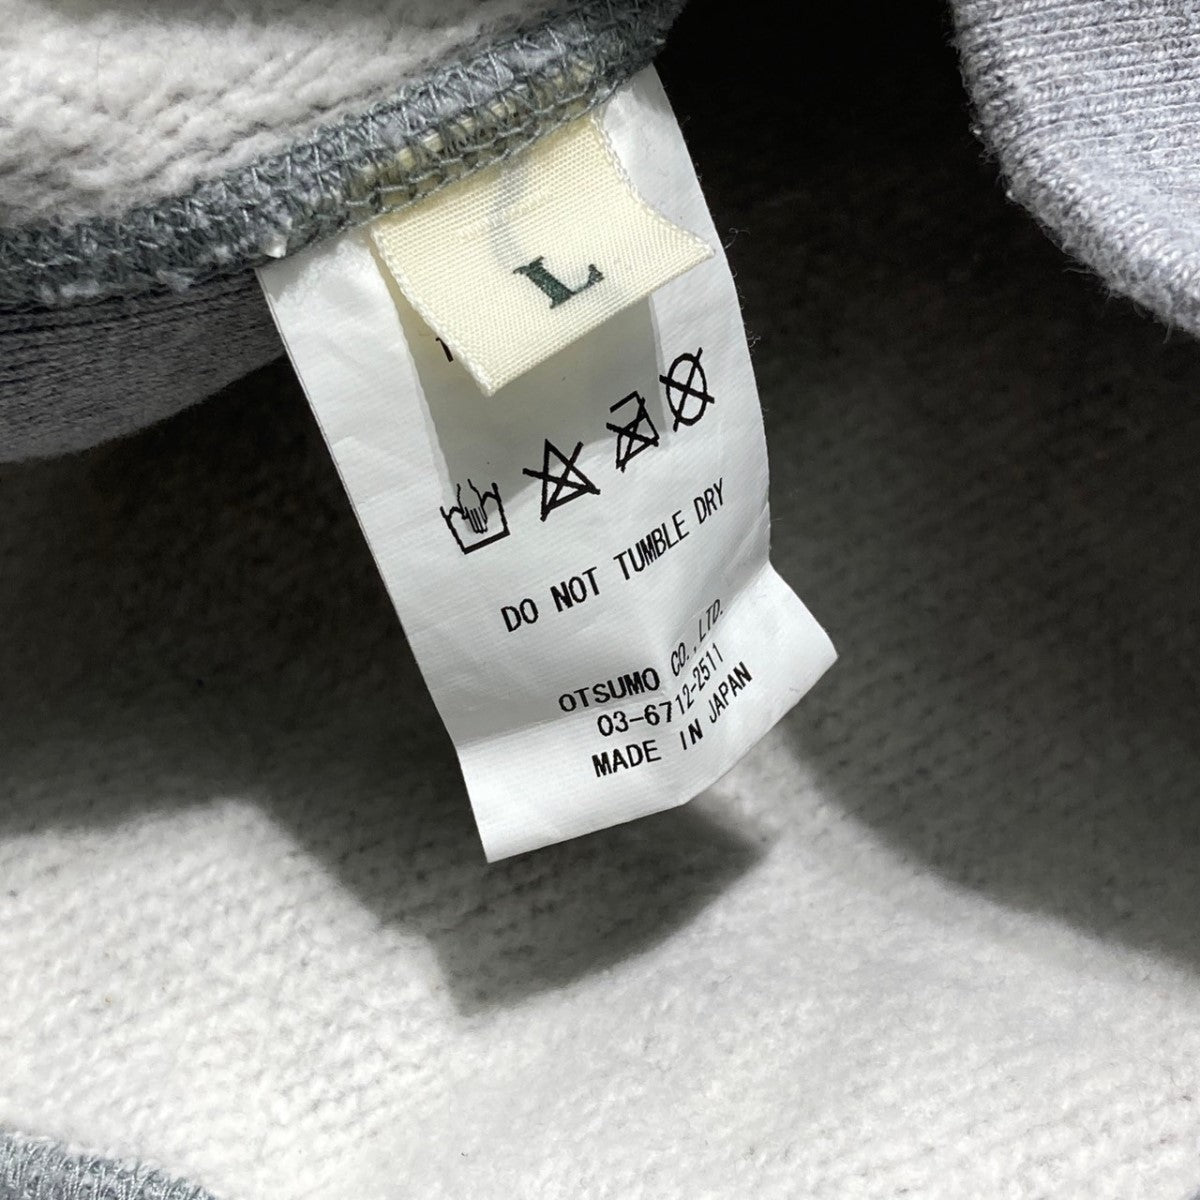 L
DO NOT TUMBLE DRY
OTSUMO CO.,LTD.
03-6712-2511
MADE IN JAPAN